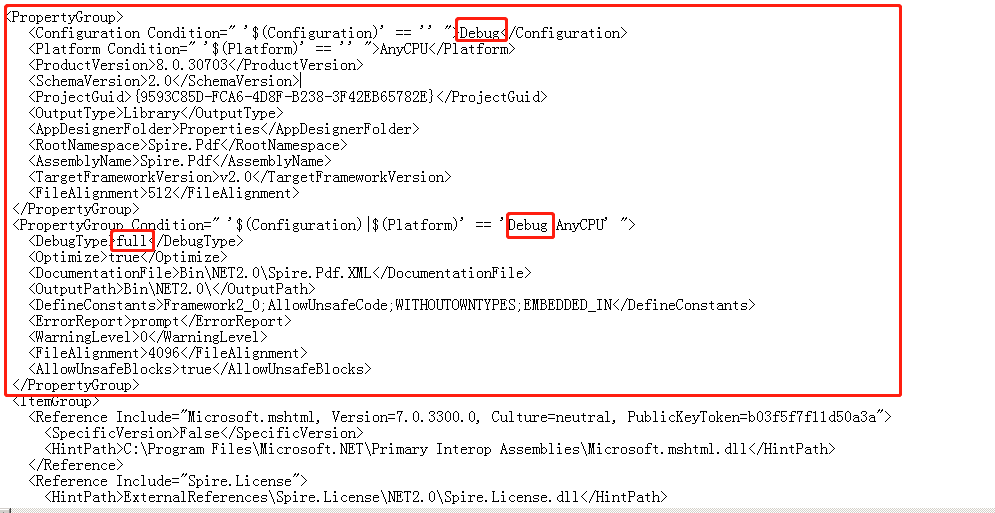 <PropertyGroup>
<Configuration Condition=" '$(Configuration)' == '' ">Debug</Configuration>
<Platform Condition=" '$(Platform)' == '' ">AnyCPU</Platform>
<ProductVersion>8.0.30703</ProductVersion>
<SchemaVersion>2.0</SchemaVersion>
<ProjectGuid>{9593C85D-FCA6-4D8F-B238-3F42EB65782E}</ProjectGuid>
<OutputType>Library</OutputType>
<AppDesignerFolder>Properties</AppDesignerFolder>
<RootNamespace>Spire.Pdf</RootNamespace>
<AssemblyName>Spire.Pdf</AssemblyName>
<TargetFrameworkVersion>v2.0</TargetFrameworkVersion>
<FileAlignment>512</FileAlignment>
</PropertyGroup>
<PropertyGroup Condition=" '$(Configuration)|$(Platform)' == 'Debug AnyCPU' ">
<DebugType>full</DebugType>
<Optimize>true</Optimize>
<DocumentationFile>Bin\NET2.0\Spire.Pdf.XML</DocumentationFile>
<OutputPath>Bin\NET2.0\</OutputPath>
<DefineConstants>Framework2_0;AllowUnsafeCode;WITHOUTOWNTYPES;EMBEDDED_IN</DefineConstants>
<ErrorReport>prompt</ErrorReport>
<WarningLevel>0</WarningLevel>
<FileAlignment>4096</FileAlignment>
<AllowUnsafeBlocks>true</AllowUnsafeBlocks>
</PropertyGroup>
<ItemGroup>
<Reference Include="Microsoft.mshtml, Version=7.0.3300.0, Culture=neutral, PublicKeyToken=b03f5f7f11d50a3a">
<SpecificVersion>False</SpecificVersion>
<HintPath>C:\Program Files\Microsoft.NET\Primary Interop Assemblies\Microsoft.mshtml.dll</HintPath>
</Reference>
<Reference Include="Spire.License">
<HintPath>ExternalReferences\Spire.License\NET2.0\Spire.License.dll</HintPath>